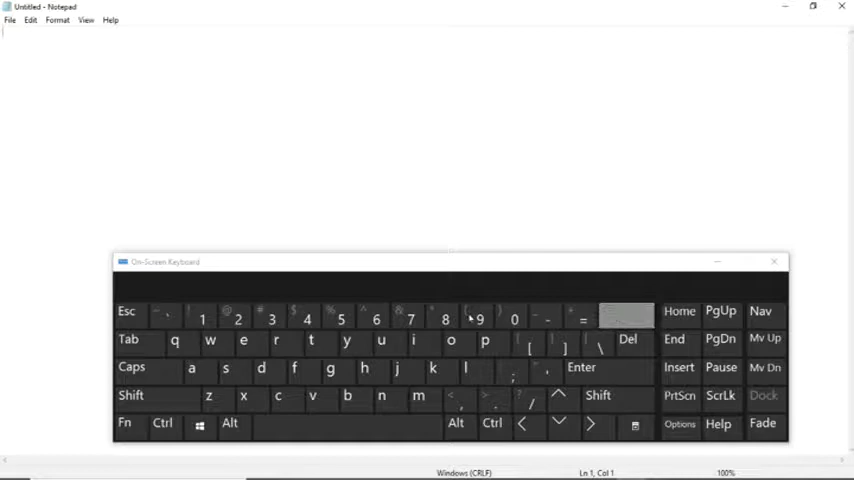 Untitled - Notepad
File Edit Format View Help
On-Screen Keyboard
Esc ~ ` ! 1 @ 2 # 3 $ 4 % 5 ^ 6 & 7 * 8 ( 9 ) 0 _ - + = Home PgUp Nav
Tab q w e r t y u i o p [ ] | \ Del End PgDn Mv Up
Caps a s d f g h j k l ; " ' Enter Insert Pause Mv Dn
Shift z x c v b n m < , > . ? / Shift PrtScn ScrLk Dock
Fn Ctrl Alt Alt Ctrl Options Help Fade
Windows (CRLF) Ln 1, Col 1 100%